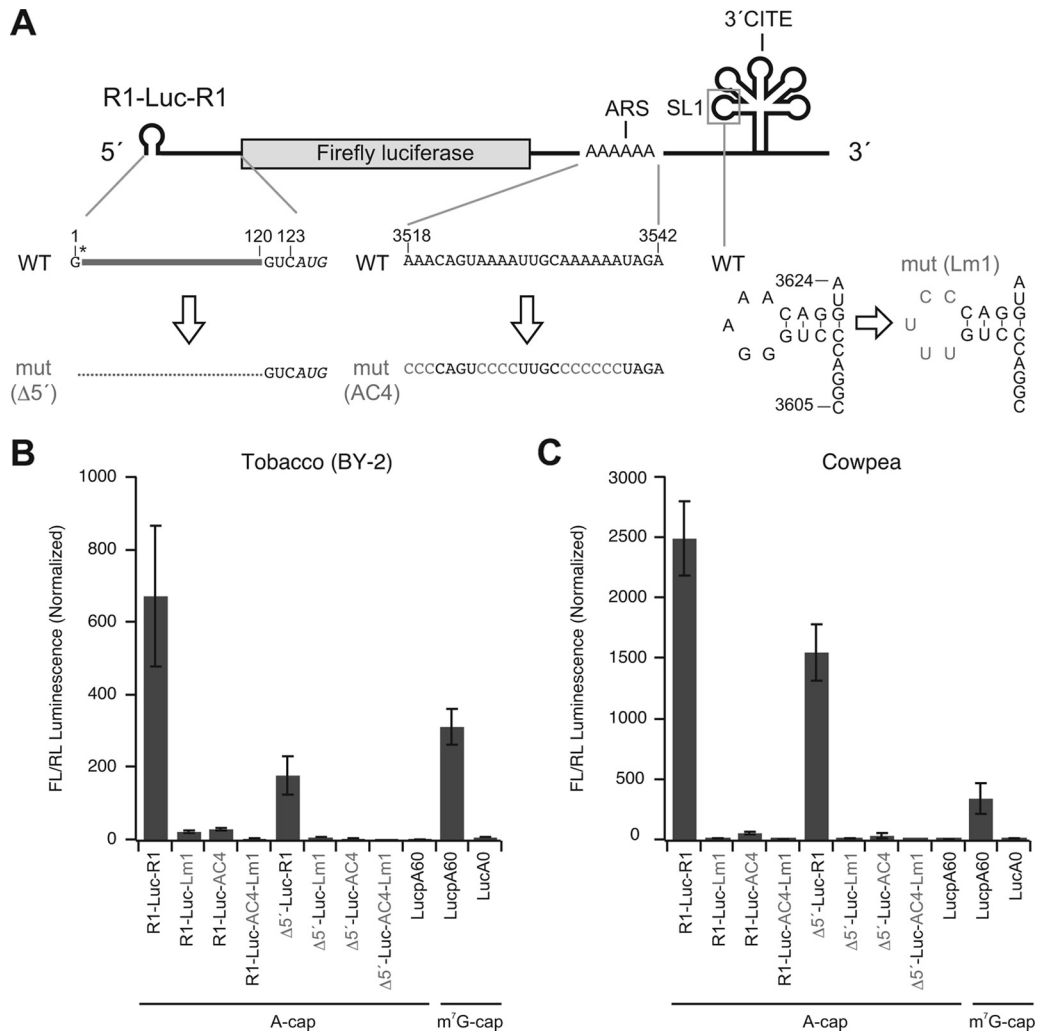 A
3´CITE
R1-Luc-R1
ARS
SL1
5´
Firefly luciferase
AAAAAA
3´
1
120
123
3518
3542
WT
G
*
GUCAUG
WT
AAACAGUAAAAUUGCAAAAAAUAGA
WT
mut (Lm1)
3624
A
U
G
C
C
A
G
G
C
A
A
A
G
G
C
A
G
G
U
C
3605
C
C
U
U
U
C
A
G
G
U
C
A
U
G
C
C
A
G
G
C
mut
(Δ5´)
GUCAUG
mut
(AC4)
CCCCAGUCCCCUUGCCCCCCCUAGA
B
Tobacco (BY-2)
FL/RL Luminescence (Normalized)
1000
800
600
400
200
0
R1-Luc-R1
R1-Luc-Lm1
R1-Luc-AC4
R1-Luc-AC4-Lm1
Δ5´-Luc-R1
Δ5´-Luc-Lm1
Δ5´-Luc-AC4
Δ5´-Luc-AC4-Lm1
LucpA60
LucpA60
LucA0
A-cap
m⁷G-cap
C
Cowpea
FL/RL Luminescence (Normalized)
3000
2500
2000
1500
1000
500
0
R1-Luc-R1
R1-Luc-Lm1
R1-Luc-AC4
R1-Luc-AC4-Lm1
Δ5´-Luc-R1
Δ5´-Luc-Lm1
Δ5´-Luc-AC4
Δ5´-Luc-AC4-Lm1
LucpA60
LucpA60
LucA0
A-cap
m⁷G-cap